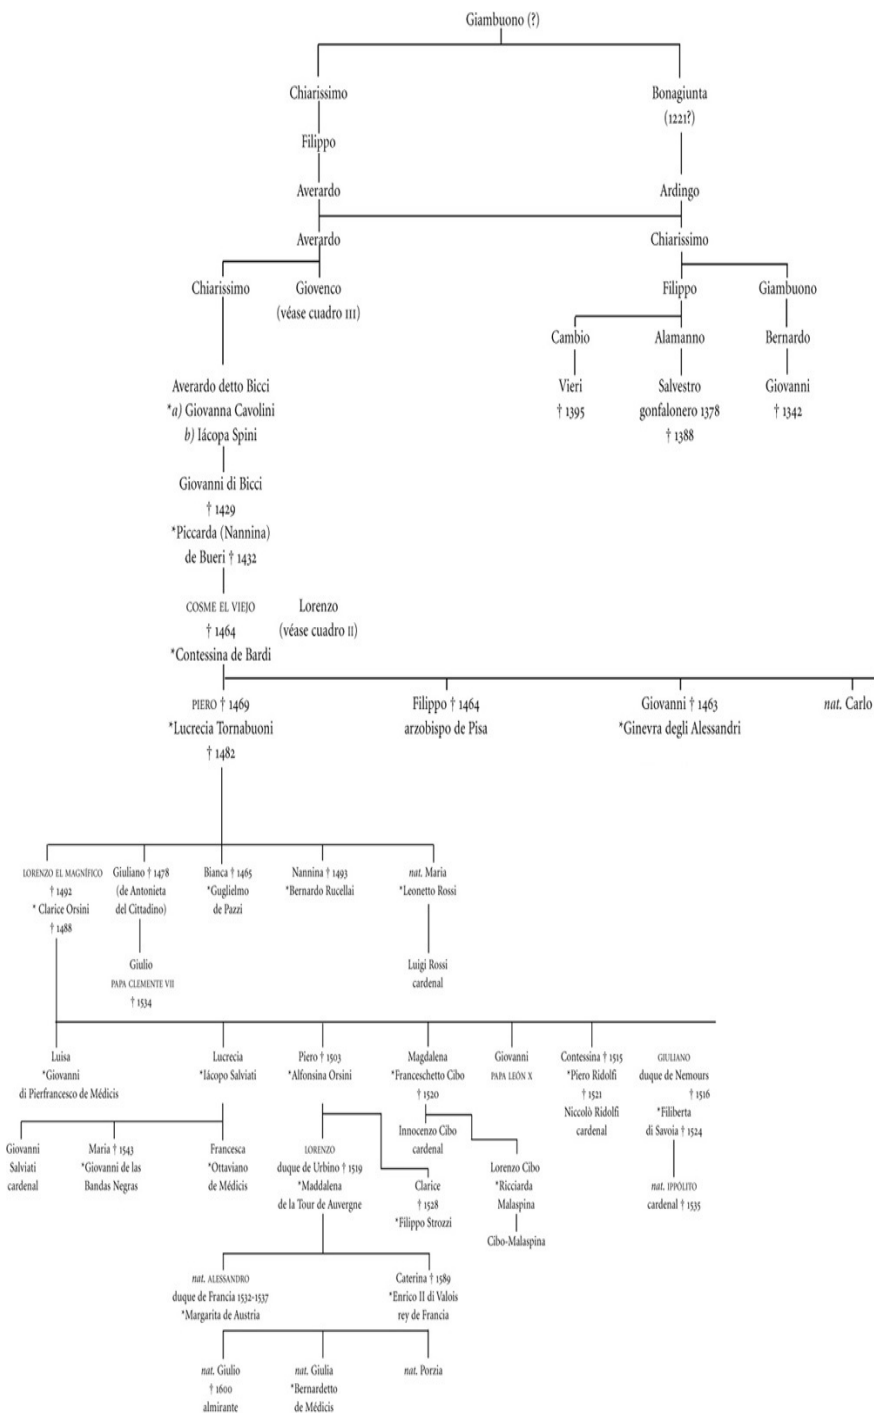 Giambuono (?)
Chiarissimo
Bonagiunta
(1221?)
Filippo
Averardo
Ardingo
Averardo
Chiarissimo
Chiarissimo
Giovenco
(véase cuadro III)
Filippo
Giambuono
Cambio
Alamanno
Bernardo
Averardo detto Bicci
*a) Giovanna Cavolini
b) Iácopa Spini
Vieri
† 1395
Salvestro
gonfalonero 1378
† 1388
Giovanni
† 1342
Giovanni di Bicci
† 1429
*Piccarda (Nannina)
de Bueri † 1432
COSME EL VIEJO
† 1464
*Contessina de Bardi
Lorenzo
(véase cuadro II)
PIERO † 1469
*Lucrecia Tornabuoni
† 1482
Filippo † 1464
arzobispo de Pisa
Giovanni † 1463
*Ginevra degli Alessandri
nat. Carlo
LORENZO EL MAGNÍFICO
† 1492
* Clarice Orsini
† 1488
Giuliano † 1478
(de Antonieta
del Cittadino)
Bianca † 1465
*Guglielmo
de Pazzi
Nannina † 1493
*Bernardo Rucellai
nat. Maria
*Leonetto Rossi
Giulio
PAPA CLEMENTE VII
† 1534
Luigi Rossi
cardenal
Luisa
*Giovanni
di Pierfrancesco de Médicis
Lucrecia
*Iácopo Salviati
Piero † 1503
*Alfonsina Orsini
Magdalena
*Franceschetto Cibo
† 1520
Giovanni
PAPA LEÓN X
Contessina † 1515
*Piero Ridolfi
† 1521
Niccolò Ridolfi
cardenal
GIULIANO
duque de Nemours
† 1516
*Filiberta
di Savoia † 1524
Giovanni
Salviati
cardenal
Maria † 1543
*Giovanni de las
Bandas Negras
Francesca
*Ottaviano
de Médicis
LORENZO
duque de Urbino † 1519
*Maddalena
de la Tour de Auvergne
Clarice
† 1528
*Filippo Strozzi
Innocenzo Cibo
cardenal
Lorenzo Cibo
*Ricciarda
Malaspina
Cibo-Malaspina
nat. IPPÓLITO
cardenal † 1535
nat. ALESSANDRO
duque de Francia 1532-1537
*Margarita de Austria
Caterina † 1589
*Enrico II di Valois
rey de Francia
nat. Giulio
† 1600
almirante
nat. Giulia
*Bernardetto
de Médicis
nat. Porzia